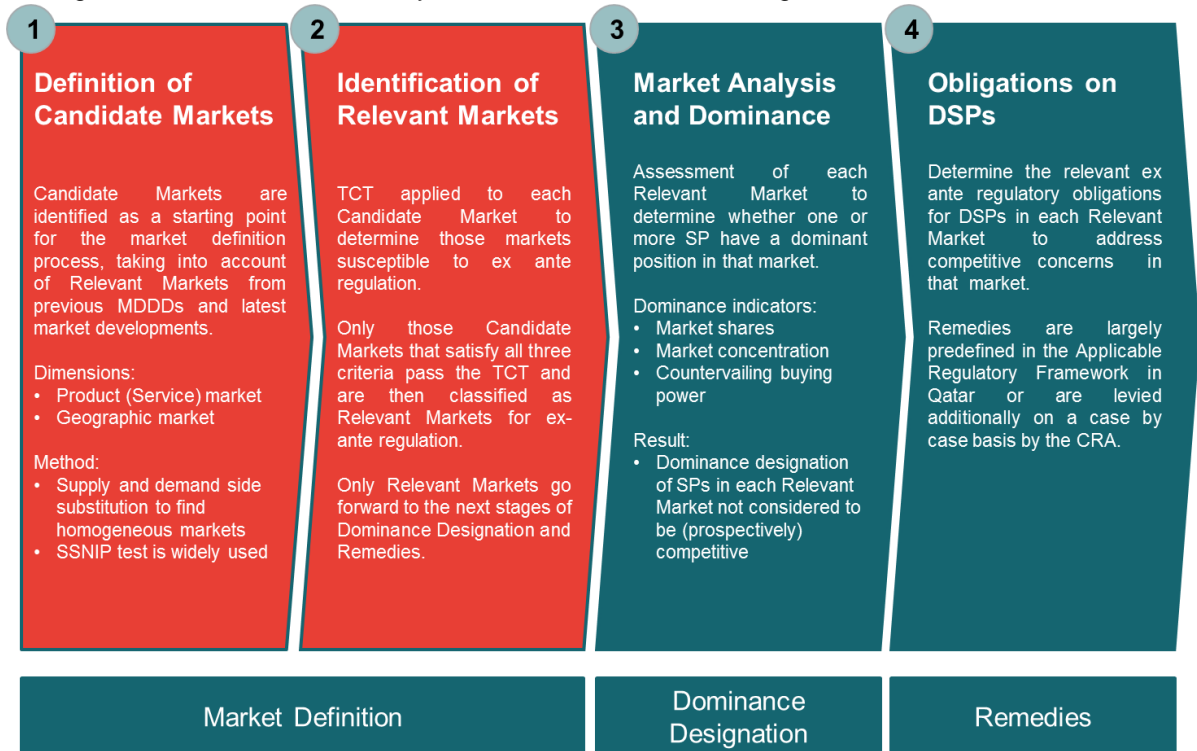 1
Definition of
Candidate Markets
Candidate Markets are
identified as a starting point
for the market definition
process, taking into account
of Relevant Markets from
previous MDDDs and latest
market developments.
Dimensions:
• Product (Service) market
• Geographic market
Method:
• Supply and demand side
substitution to find
homogeneous markets
• SSNIP test is widely used
2
Identification of
Relevant Markets
TCT applied to each
Candidate Market to
determine those markets
susceptible to ex ante
regulation.
Only those Candidate
Markets that satisfy all three
criteria pass the TCT and
are then classified as
Relevant Markets for ex-
ante regulation.
Only Relevant Markets go
forward to the next stages of
Dominance Designation and
Remedies.
3
Market Analysis
and Dominance
Assessment of each
Relevant Market to
determine whether one or
more SP have a dominant
position in that market.
Dominance indicators:
• Market shares
• Market concentration
• Countervailing buying
power
Result:
• Dominance designation
of SPs in each Relevant
Market not considered to
be (prospectively)
competitive
4
Obligations on
DSPs
Determine the relevant ex
ante regulatory obligations
for DSPs in each Relevant
Market to address
competitive concerns in
that market.
Remedies are largely
predefined in the Applicable
Regulatory Framework in
Qatar or are levied
additionally on a case by
case basis by the CRA.
Market Definition
Dominance
Designation
Remedies